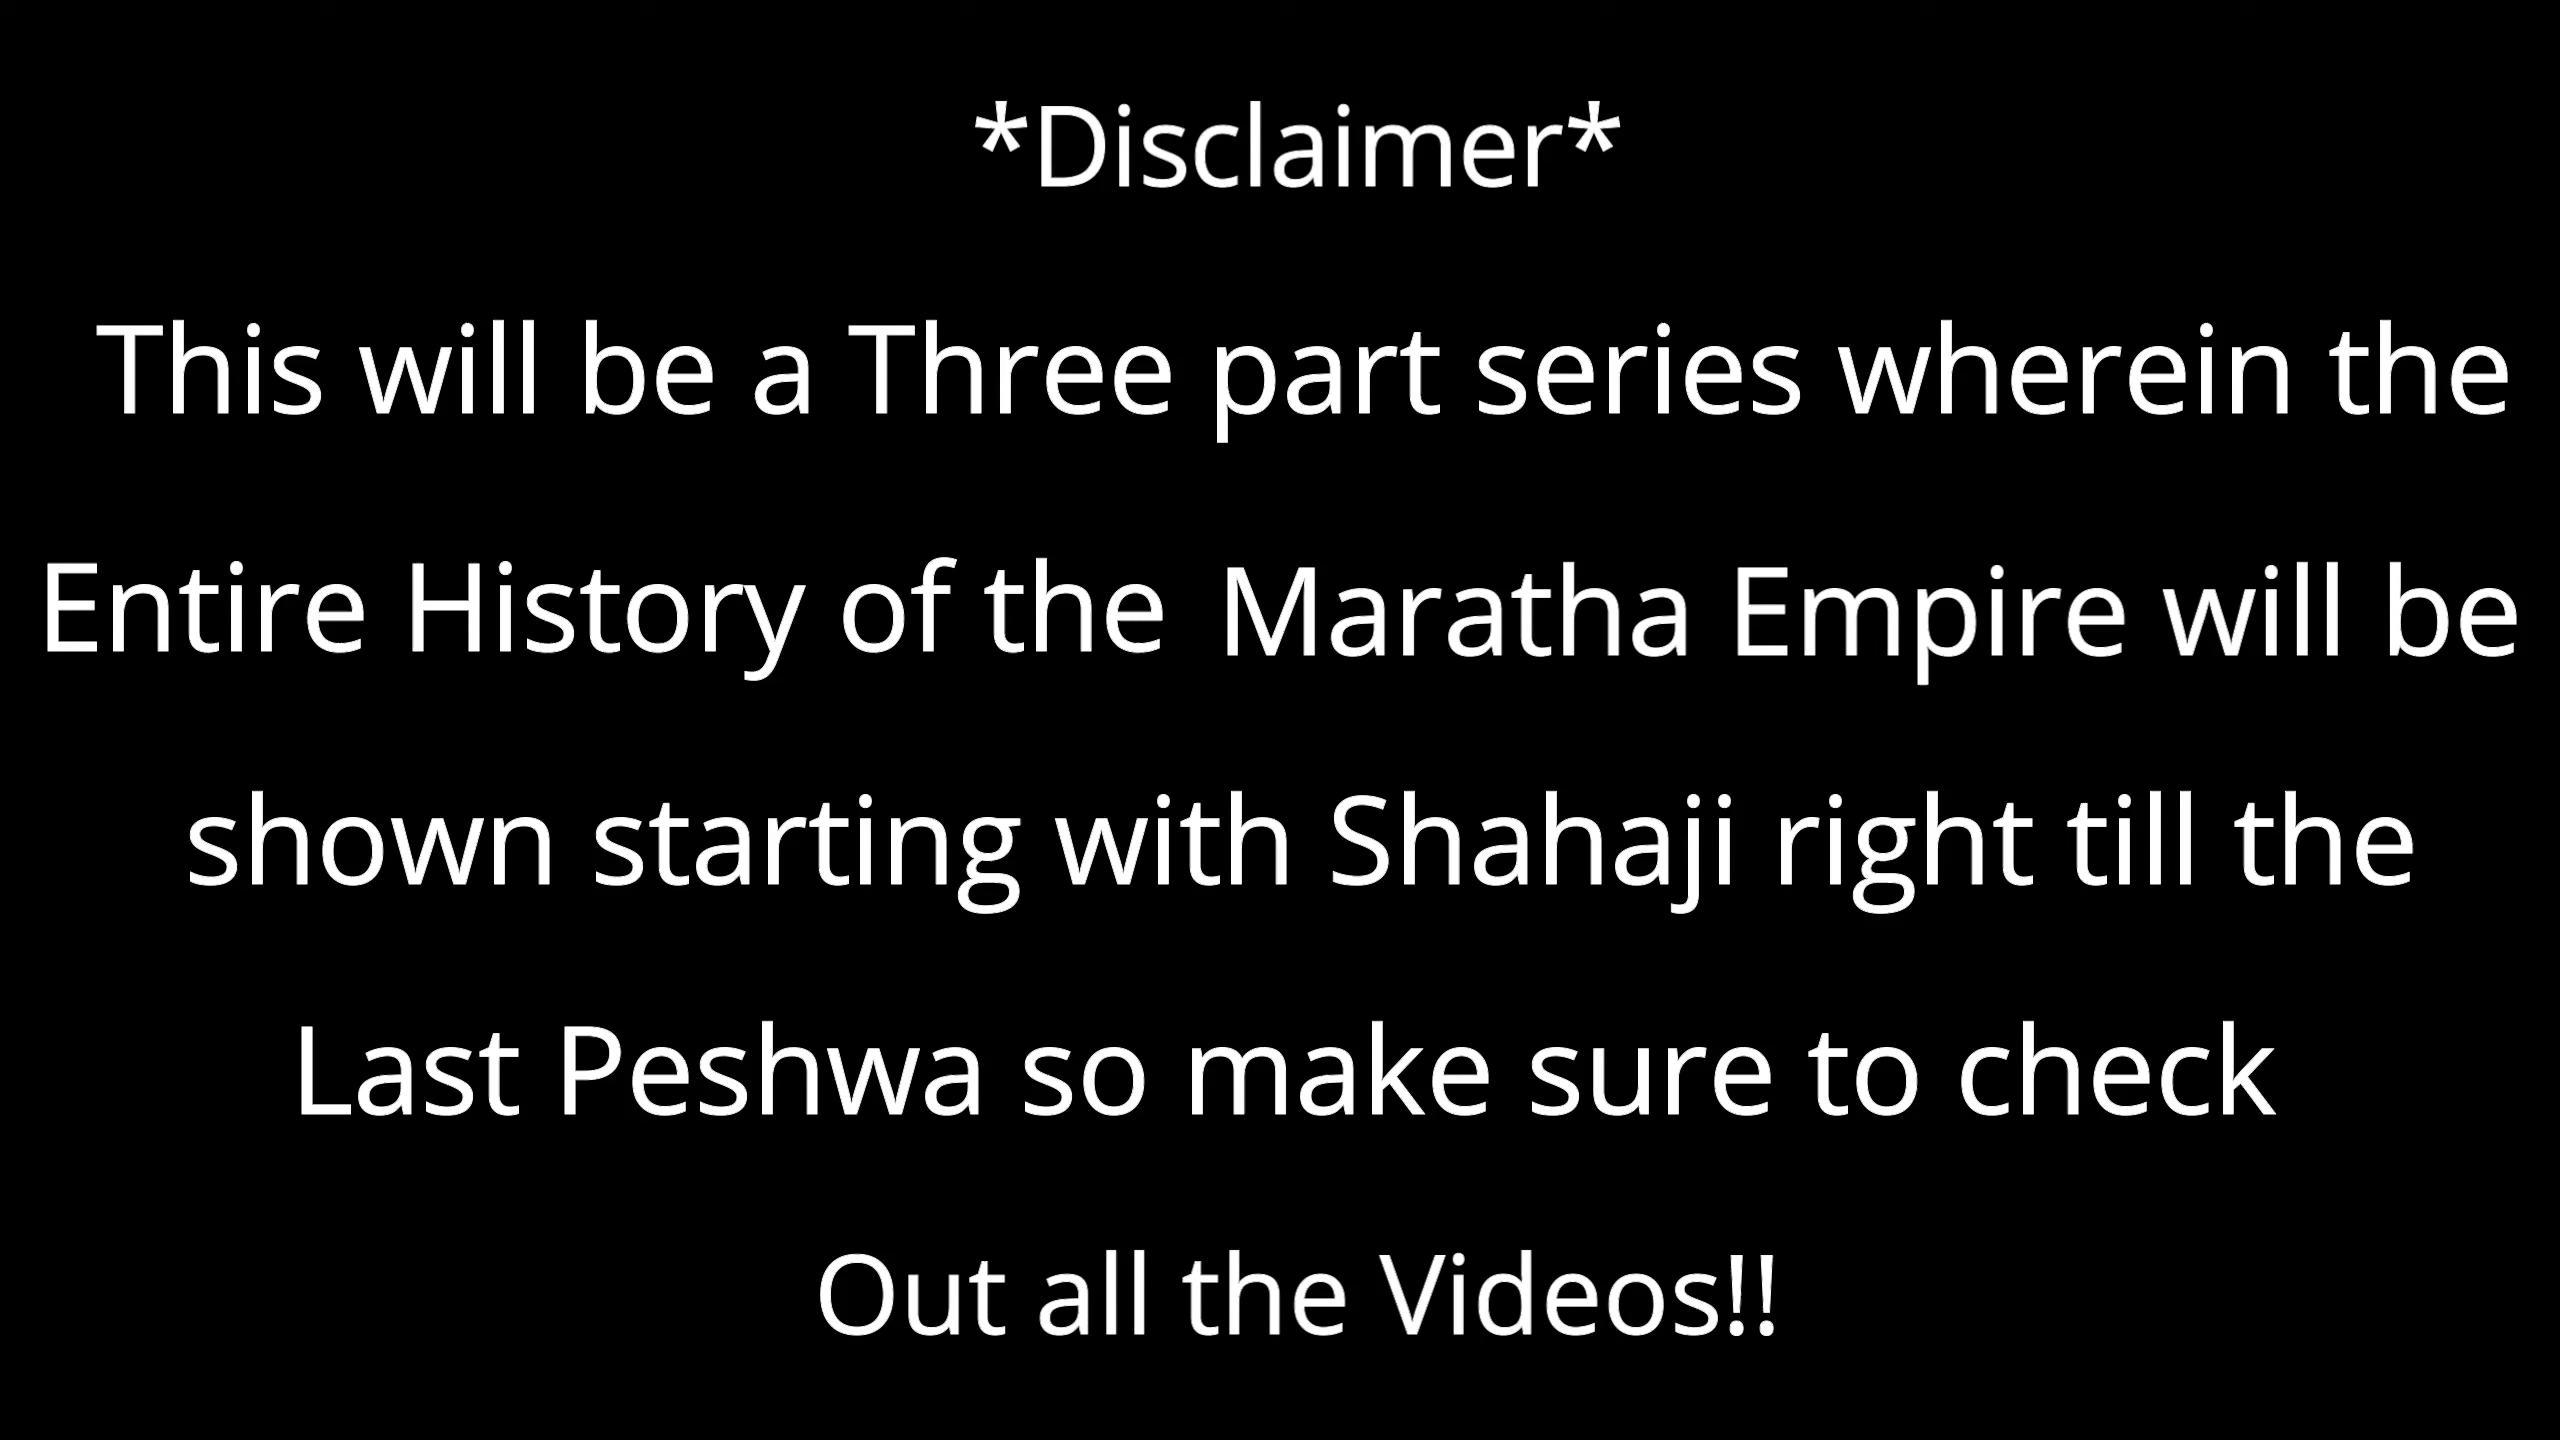 *Disclaimer*
This will be a Three part series wherein the
Entire History of the Maratha Empire will be
shown starting with Shahaji right till the
Last Peshwa so make sure to check
Out all the Videos!!